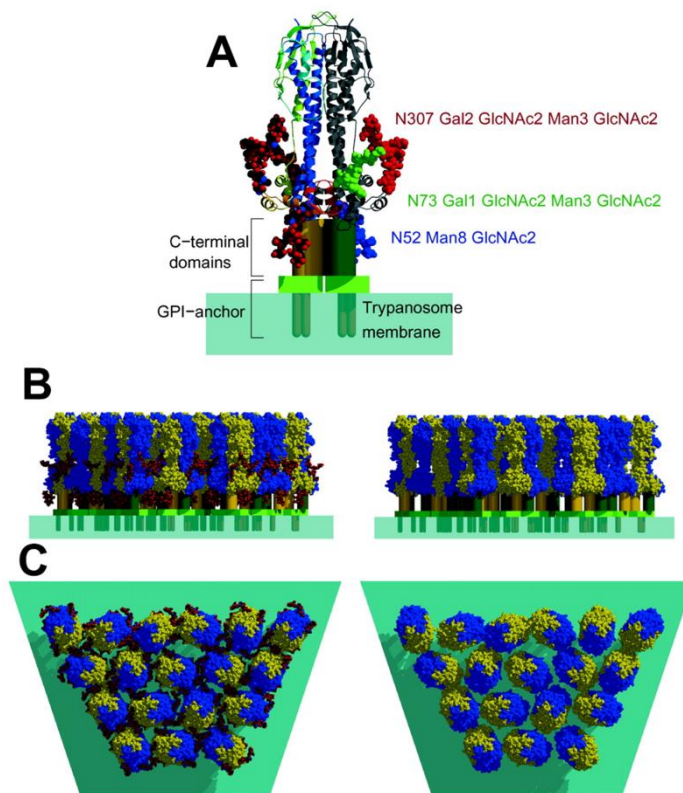 A
N307 Gal2 GlcNAc2 Man3 GlcNAc2
N73 Gal1 GlcNAc2 Man3 GlcNAc2
C-terminal
domains
N52 Man8 GlcNAc2
GPI-anchor
Trypanosome
membrane
B
C